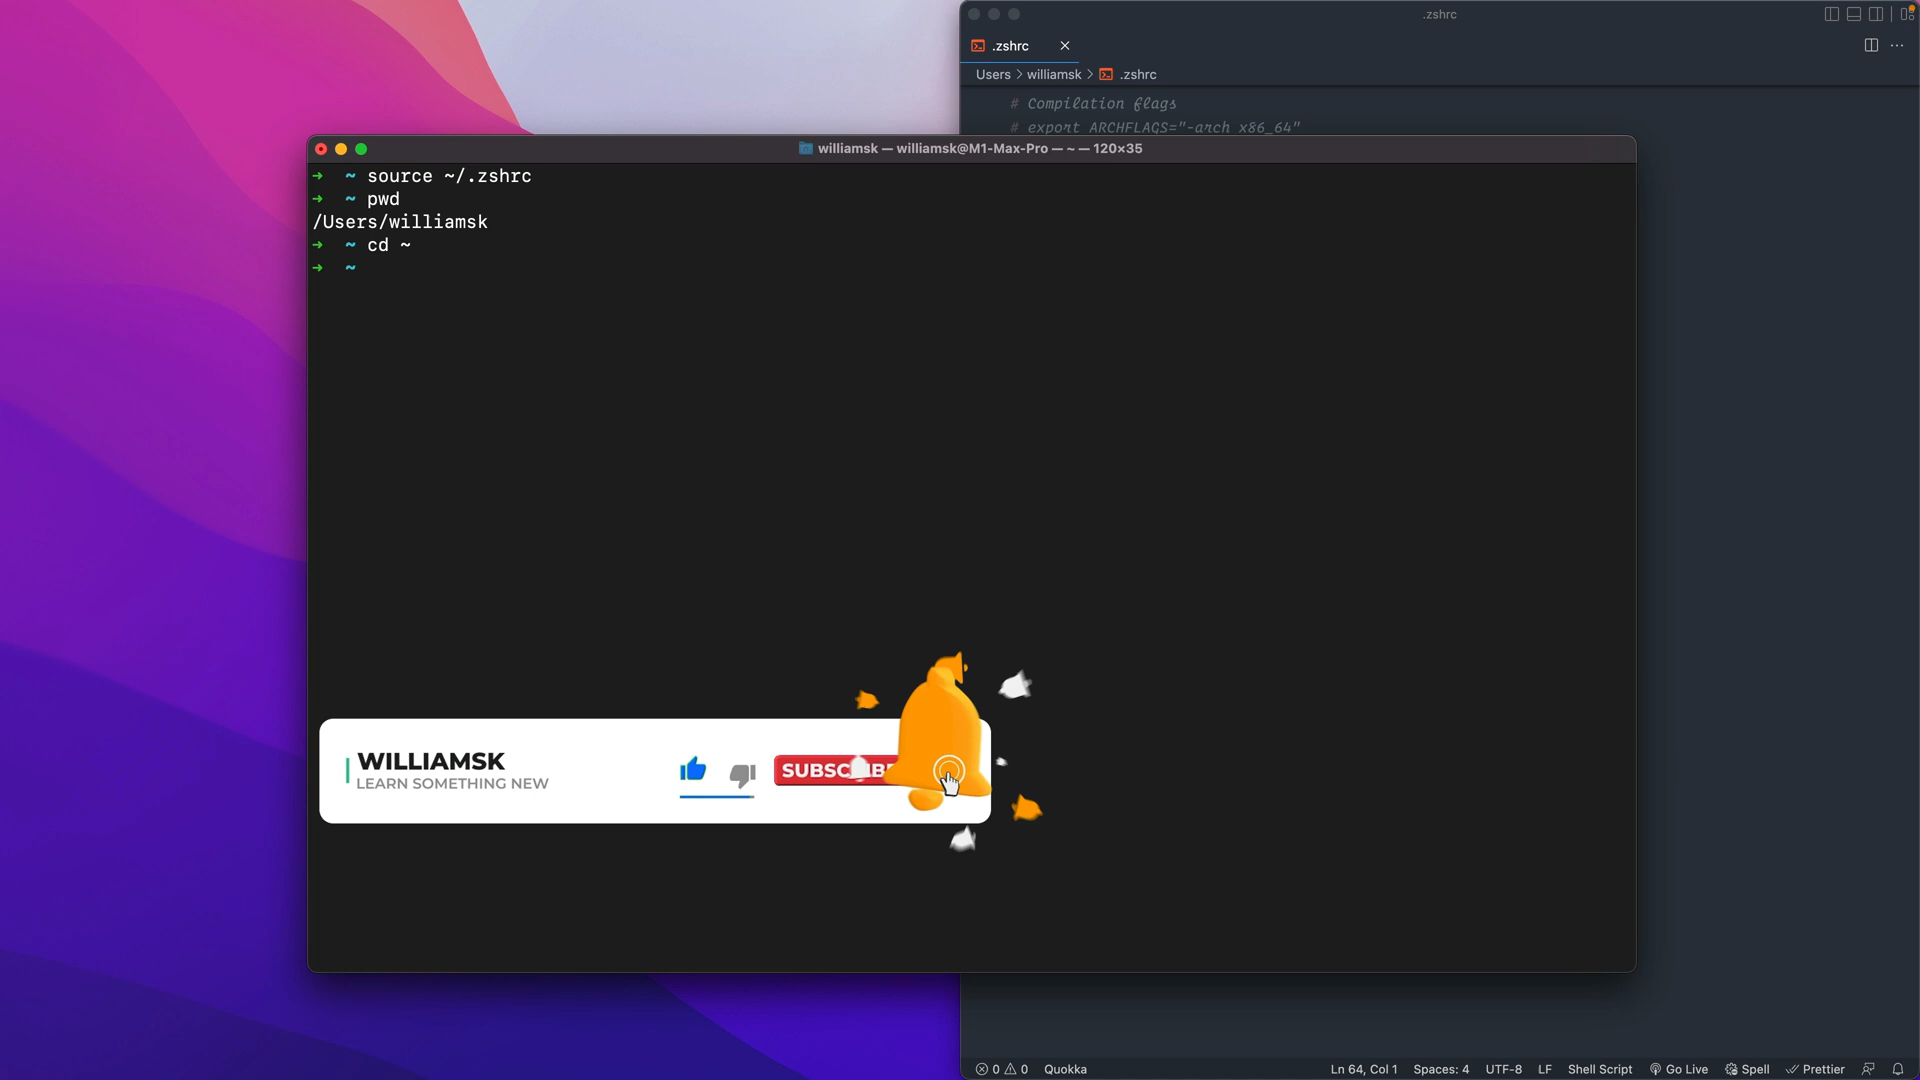 .zshrc
.zshrc
Users > williamsk > .zshrc
# Compilation flags
# export ARCHFLAGS="-arch x86_64"
williamsk — williamsk@M1-Max-Pro — ~ — 120×35
➜ ~ source ~/.zshrc
➜ ~ pwd
/Users/williamsk
➜ ~ cd ~
➜ ~
WILLIAMSK
LEARN SOMETHING NEW
0 0 Quokka Ln 64, Col 1 Spaces: 4 UTF-8 LF Shell Script Go Live Spell Prettier